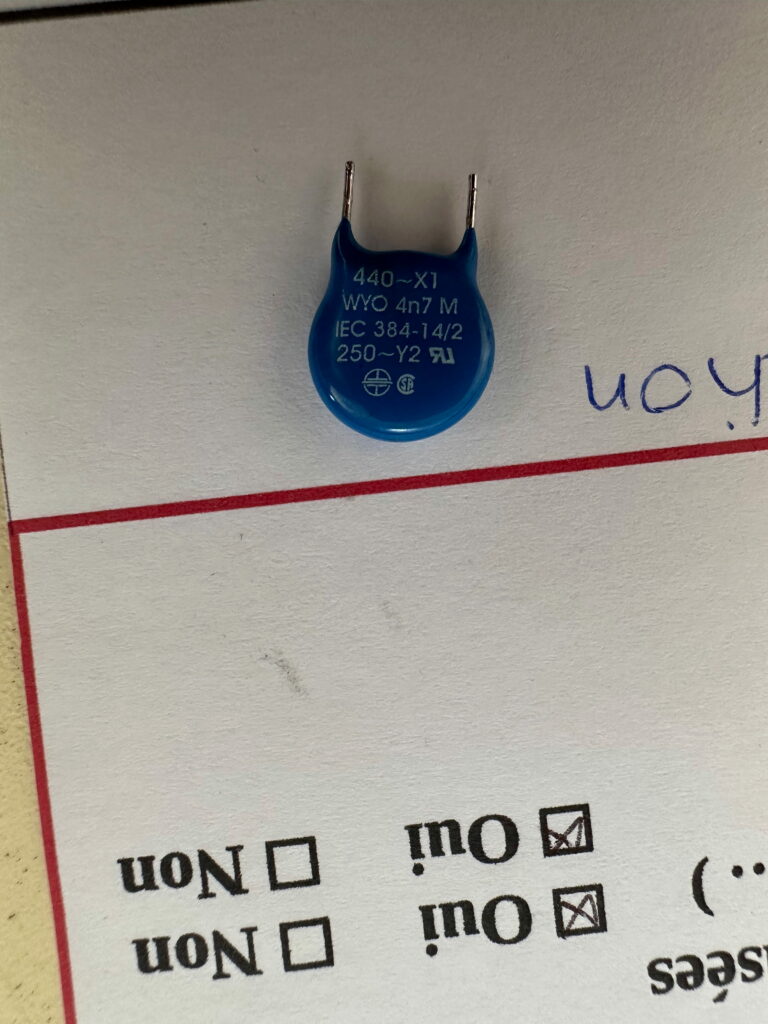 440~X1
WYO 4n7 M
IEC 384-14/2
250~Y2
Oui Non
Oui Non